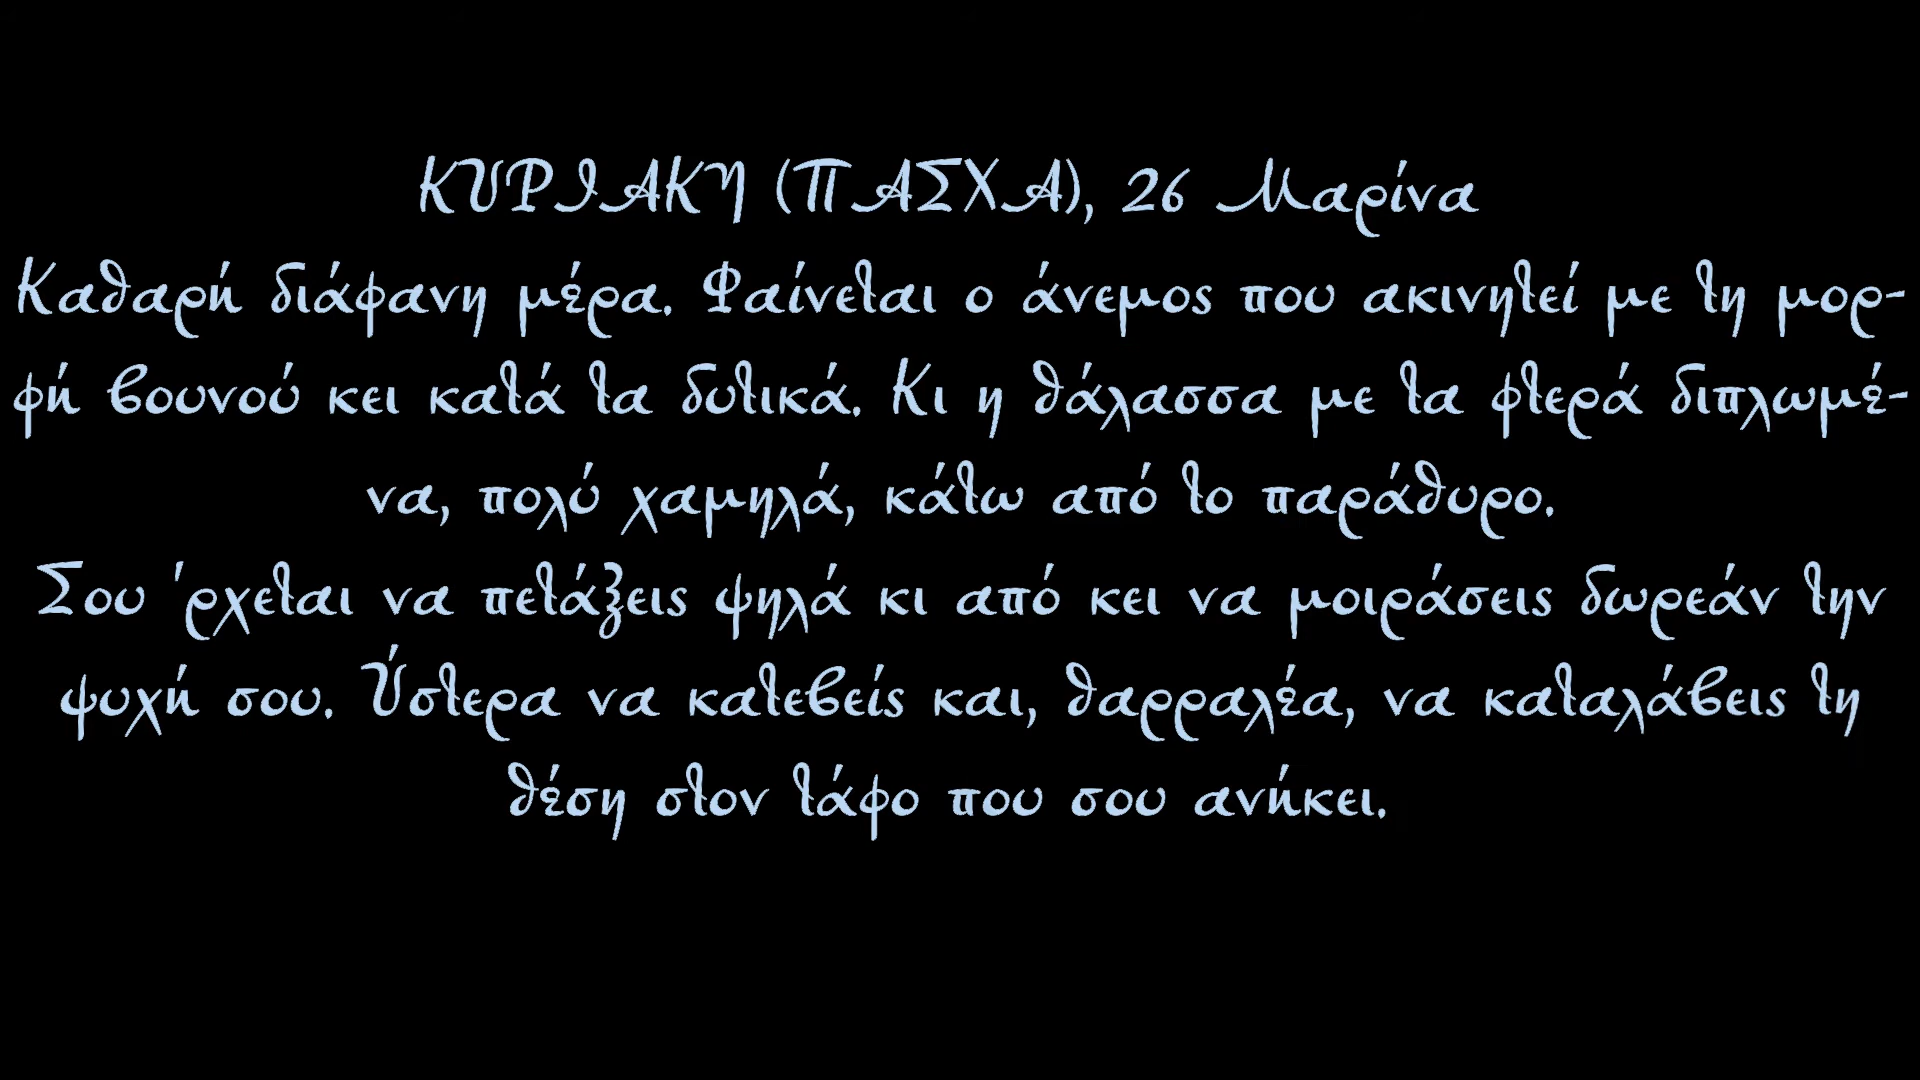 ΚΥΡΙΑΚΗ (ΠΑΣΧΑ), 26 Μαρίνα
Καθαρή διάφανη μέρα. Φαίνεται ο άνεμος που ακινητεί με τη μορ-
φή βουνού κει κατά τα δυτικά. Κι η θάλασσα με τα φτερά διπλωμέ-
να, πολύ χαμηλά, κάτω από το παράθυρο.
Σου 'ρχεται να πετάξεις ψηλά κι από κει να μοιράσεις δωρεάν την
ψυχή σου. Ύστερα να κατεβείς και, θαρραλέα, να καταλάβεις τη
θέση στον τάφο που σου ανήκει.